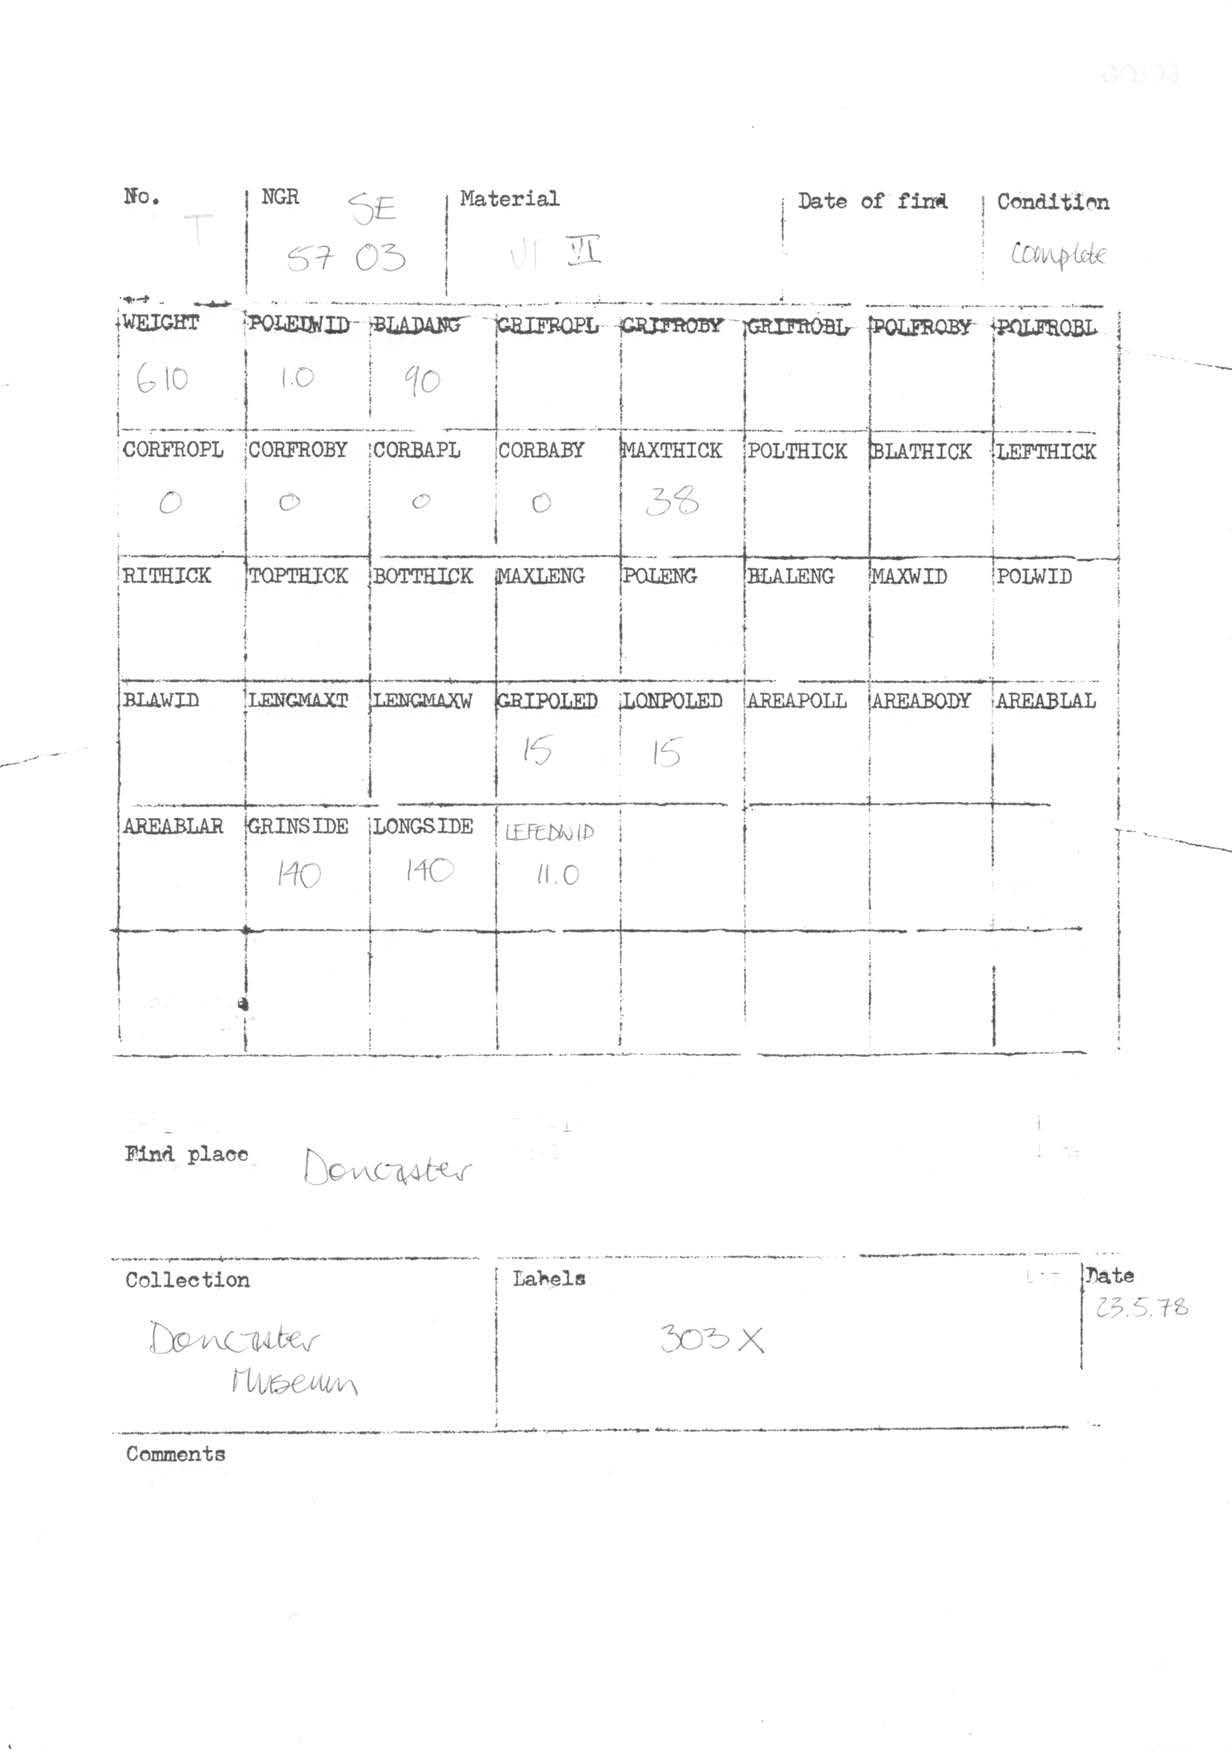 No. NGR SE Material Date of find Condition
T 57 03 VI VI complete
WEIGHT POLEDWID BLADANG GRIFROPL GRIFROBY GRIFROBL POLFROBY POLFROBL
610 1.0 90
CORFROPL CORFROBY CORBAPL CORBABY MAXTHICK POLTHICK BLATHICK LEFTHICK
0 0 0 0 38
RITHICK TOPTHICK BOTTHICK MAXLENG POLENG BLALENG MAXWID POLWID
BLAWID LENGMAXT LENGMAXW GRIPOLED LONPOLED AREAPOLL AREABODY AREABLAL
15 15
AREABLAR GRINSIDE LONGSIDE LEFEDWID
140 140 11.0
Find place Doncaster
Collection Labels Date
23.5.78
Doncaster 303X
Museum
Comments